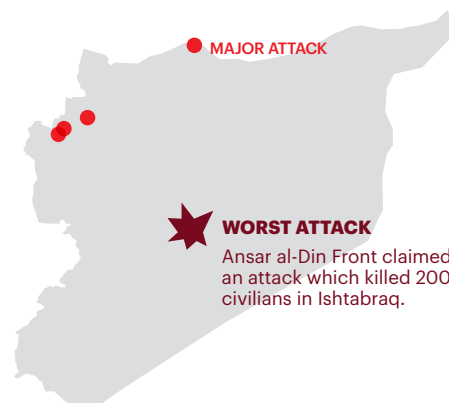 MAJOR ATTACK
WORST ATTACK
Ansar al-Din Front claimed
an attack which killed 200
civilians in Ishtabraq.